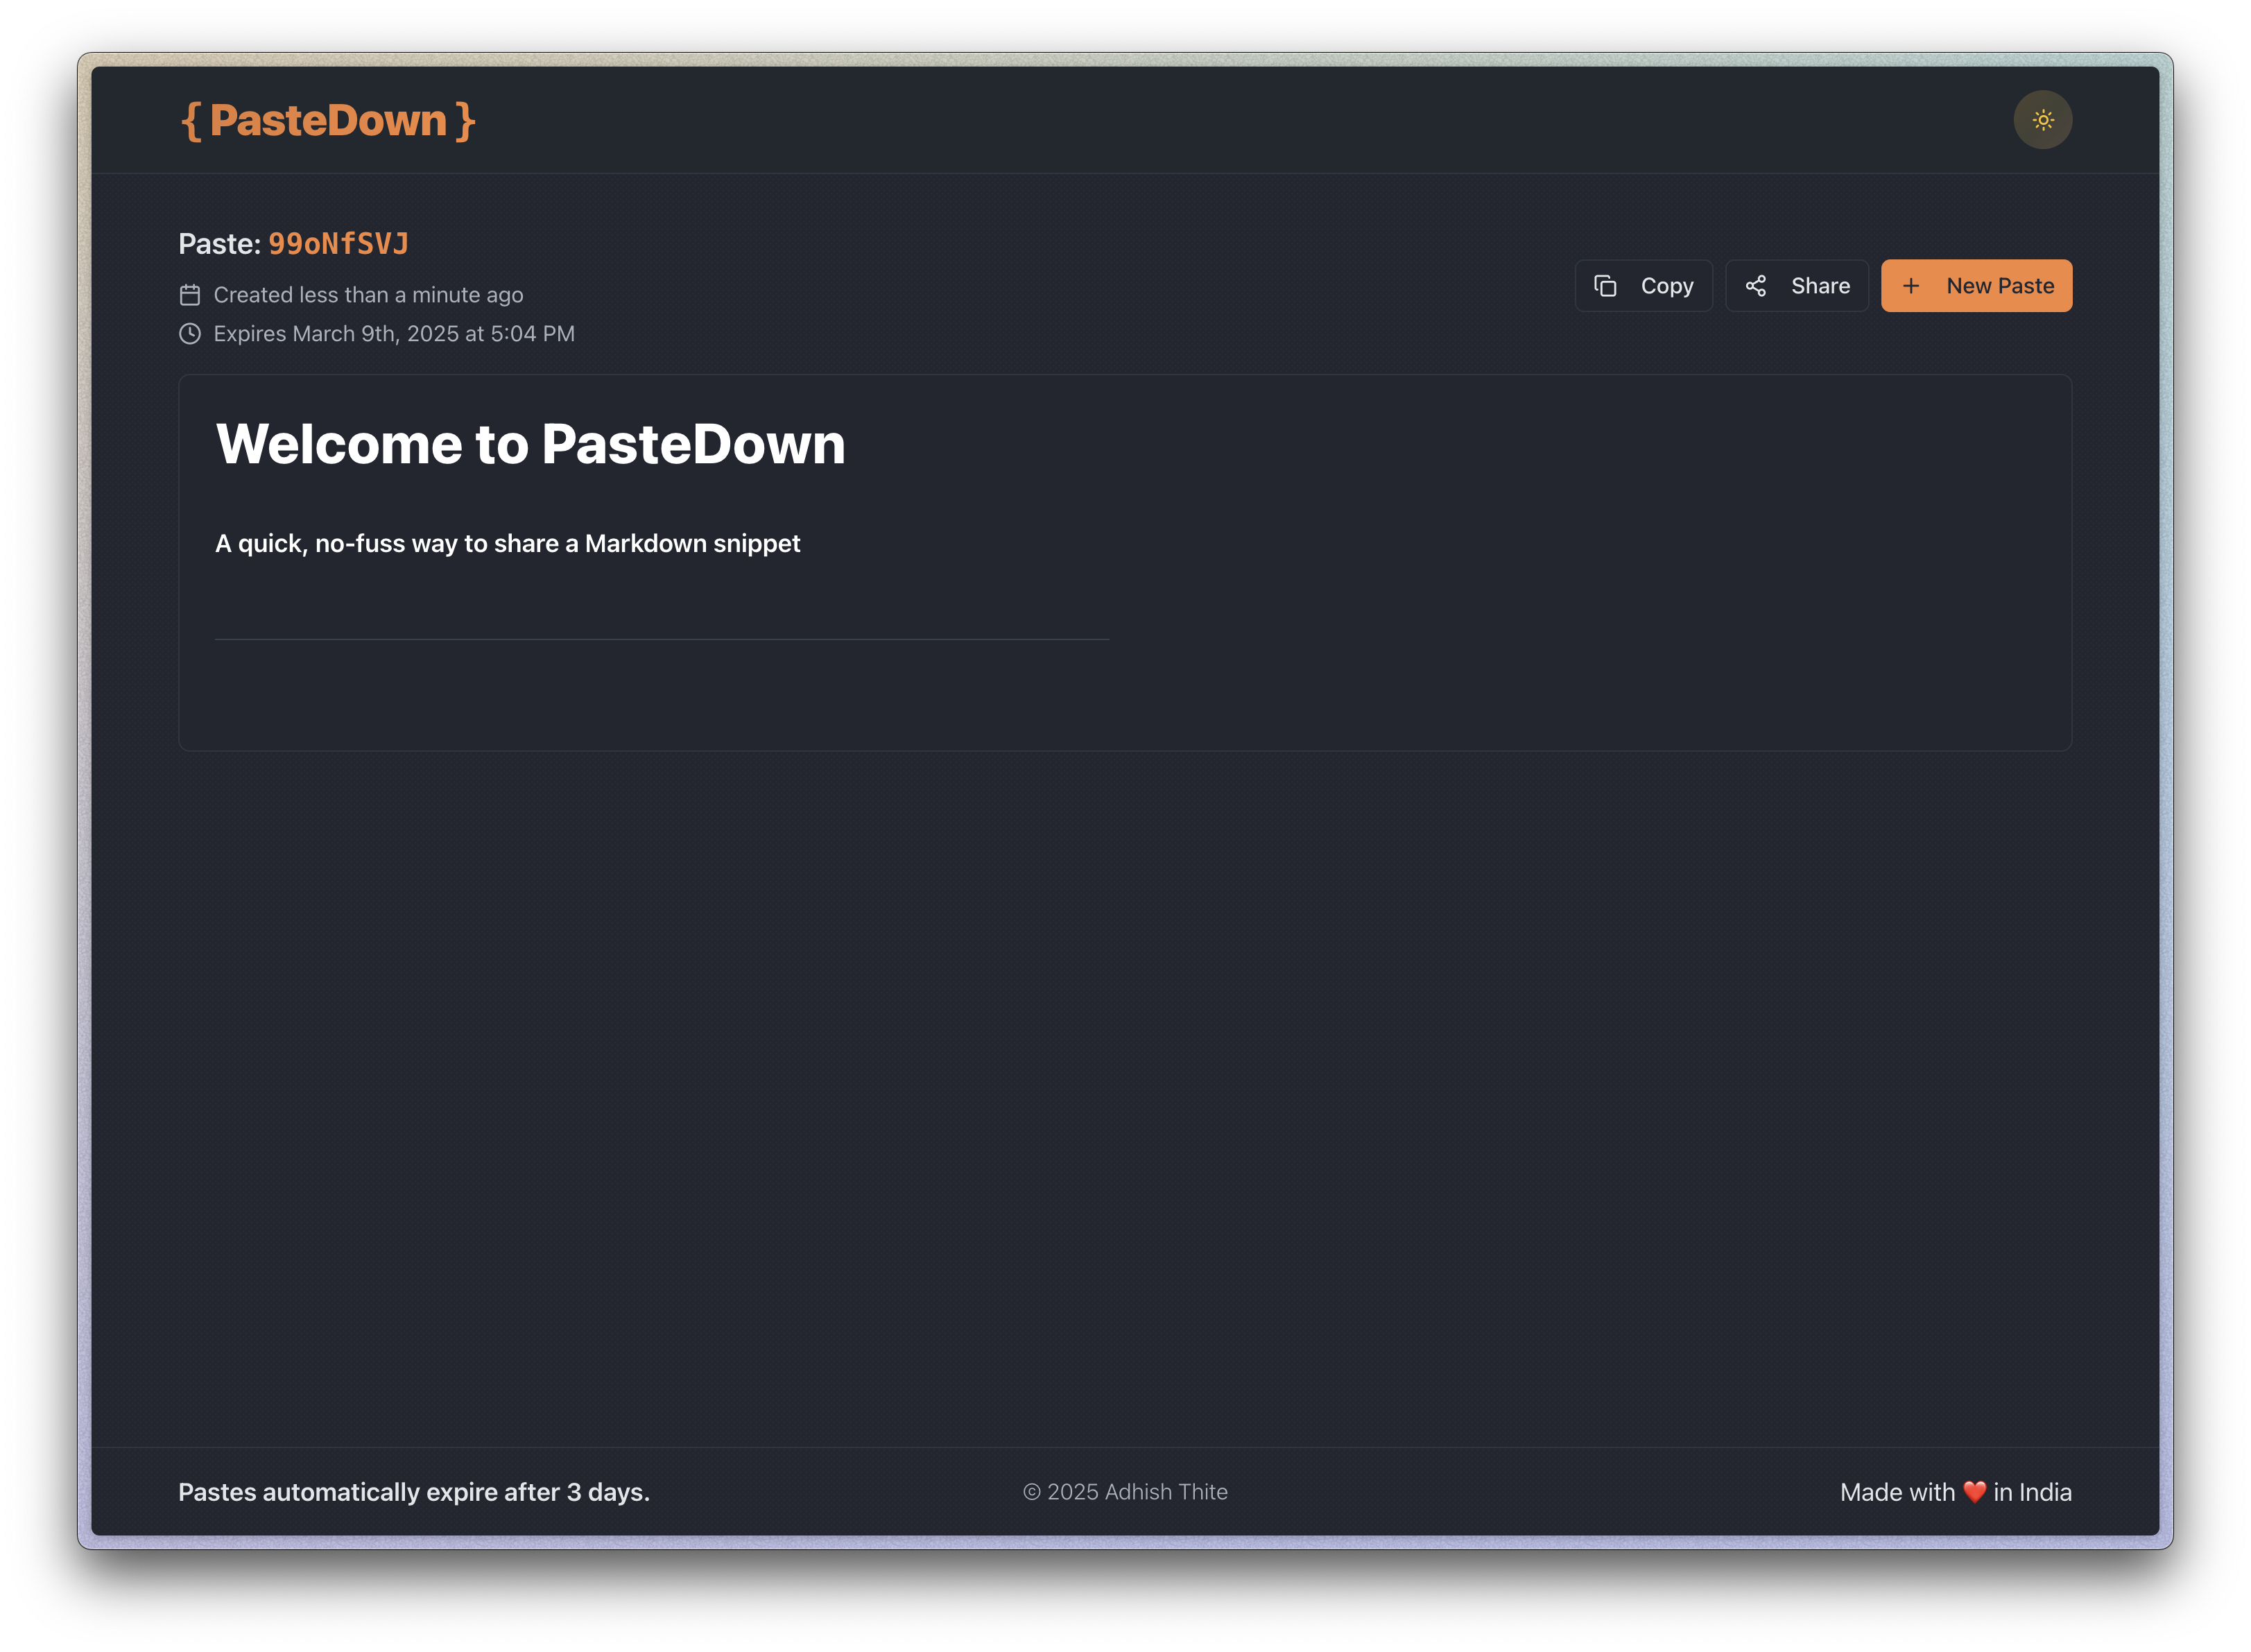 { PasteDown }
Paste: 99oNfSVJ
Created less than a minute ago
Expires March 9th, 2025 at 5:04 PM
Copy
Share
New Paste
Welcome to PasteDown
A quick, no-fuss way to share a Markdown snippet
Pastes automatically expire after 3 days.
© 2025 Adhish Thite
Made with ❤️ in India